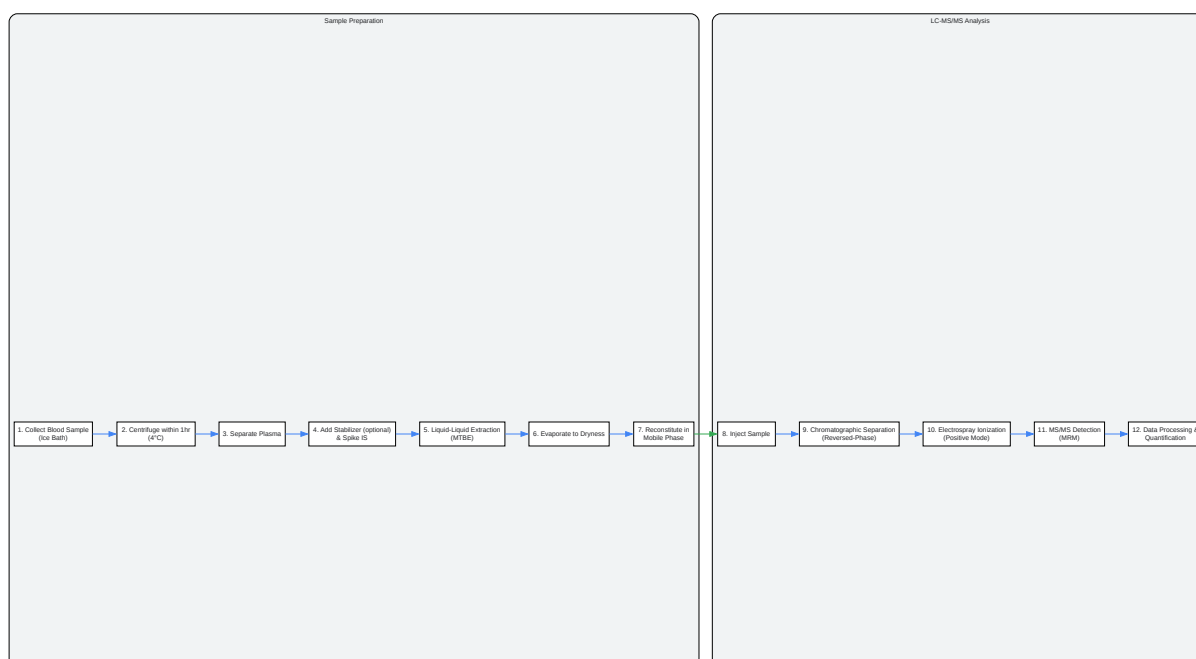 Sample Preparation
LC-MS/MS Analysis
1. Collect Blood Sample
(Ice Bath)
2. Centrifuge within 1hr
(4°C)
3. Separate Plasma
4. Add Stabilizer (optional)
& Spike IS
5. Liquid-Liquid Extraction
(MTBE)
6. Evaporate to Dryness
7. Reconstitute in
Mobile Phase
8. Inject Sample
9. Chromatographic Separation
(Reversed-Phase)
10. Electrospray Ionization
(Positive Mode)
11. MS/MS Detection
(MRM)
12. Data Processing &
Quantification